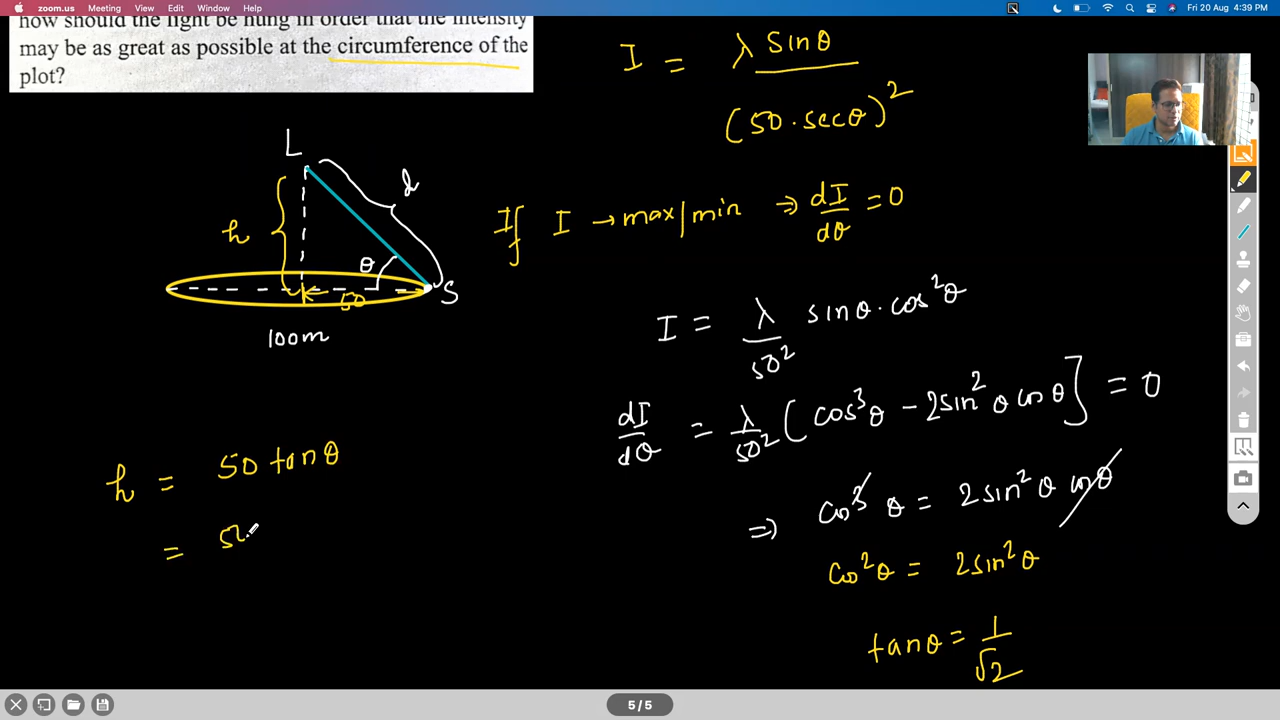 zoom.us Meeting View Edit Window Help Fri 20 Aug 4:39 PM
how should the light be hung in order that the intensity
may be as great as possible at the circumference of the
plot?
I = λ sinθ / (50·secθ)²
L
d
h
θ
50
S
100m
If I → max/min ⇒ dI/dθ = 0
I = λ/50² sinθ·cos²θ
dI/dθ = λ/50² (cos³θ − 2sin²θ cosθ] = 0
⇒ cos³θ = 2sin²θ cosθ
cos²θ = 2sin²θ
tanθ = 1/√2
h = 50 tanθ
= 50
5/5